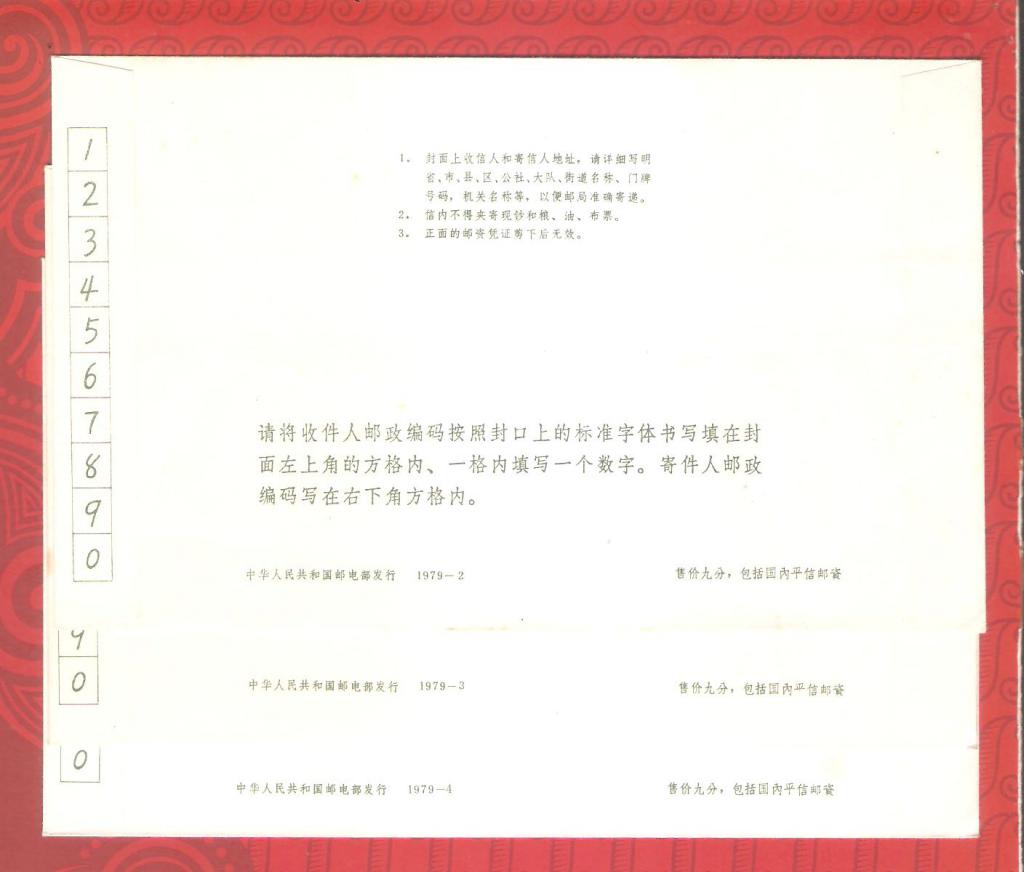 1
2
3
4
5
6
7
8
9
0
1. 封面上收信人和寄信人地址，请详细写明
省、市、县、区、公社、大队、街道名称、门牌
号码，机关名称等，以便邮局准确寄递。
2. 信内不得夹寄现钞和粮、油、布票。
3. 正面的邮资凭证剪下后无效。
请将收件人邮政编码按照封口上的标准字体书写填在封
面左上角的方格内、一格内填写一个数字。寄件人邮政
编码写在右下角方格内。
中华人民共和国邮电部发行 1979－2 售价九分，包括国内平信邮资
9
0
中华人民共和国邮电部发行 1979－3 售价九分，包括国内平信邮资
0
中华人民共和国邮电部发行 1979－4 售价九分，包括国内平信邮资